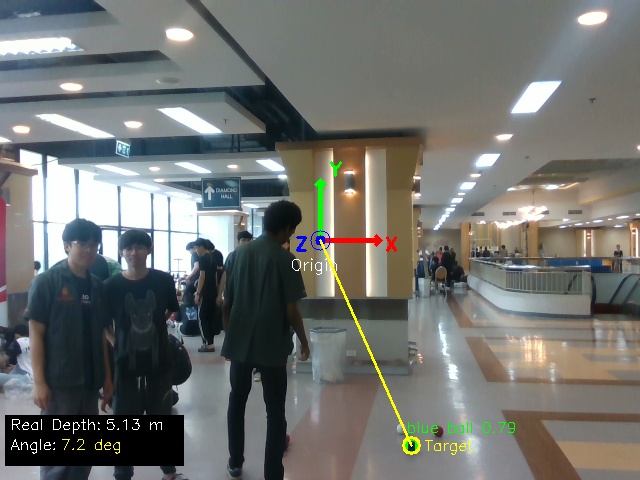 DIAMOND
HALL
Y
Z
X
Origin
blue ball 0.79
Target
Real Depth: 5.13 m
Angle: 7.2 deg